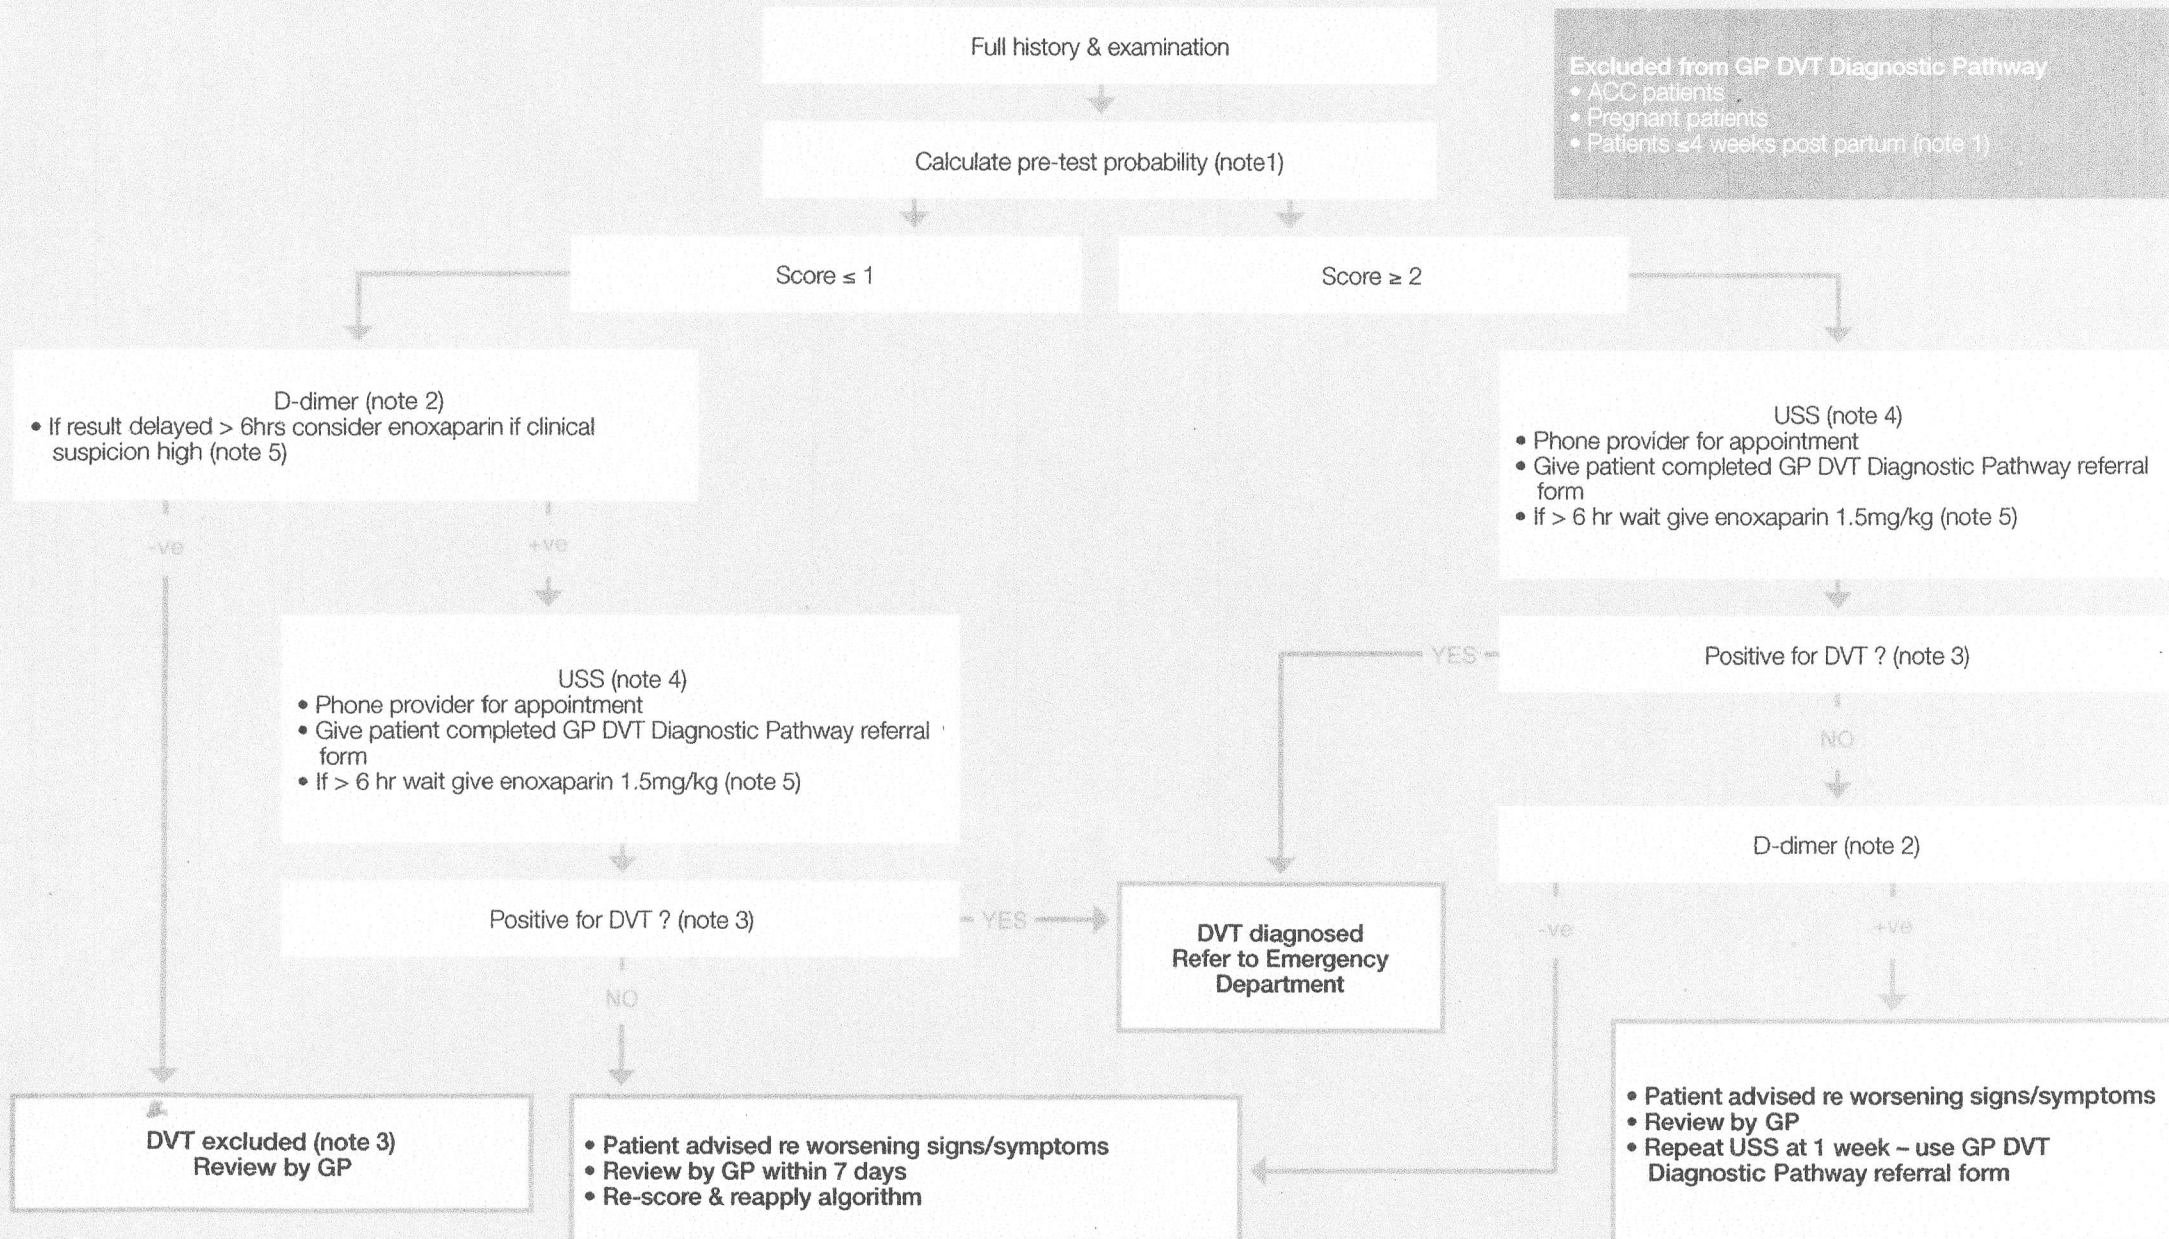 Full history & examination
Excluded from GP DVT Diagnostic Pathway
• ACC patients
• Pregnant patients
• Patients ≤4 weeks post partum (note 1)
Calculate pre-test probability (note1)
Score ≤ 1
Score ≥ 2
D-dimer (note 2)
• If result delayed > 6hrs consider enoxaparin if clinical
suspicion high (note 5)
USS (note 4)
• Phone provider for appointment
• Give patient completed GP DVT Diagnostic Pathway referral
form
• If > 6 hr wait give enoxaparin 1.5mg/kg (note 5)
-ve
+ve
USS (note 4)
• Phone provider for appointment
• Give patient completed GP DVT Diagnostic Pathway referral
form
• If > 6 hr wait give enoxaparin 1.5mg/kg (note 5)
YES
Positive for DVT ? (note 3)
NO
D-dimer (note 2)
Positive for DVT ? (note 3)
YES
DVT diagnosed
Refer to Emergency
Department
-ve
+ve
NO
DVT excluded (note 3)
Review by GP
• Patient advised re worsening signs/symptoms
• Review by GP within 7 days
• Re-score & reapply algorithm
• Patient advised re worsening signs/symptoms
• Review by GP
• Repeat USS at 1 week – use GP DVT
Diagnostic Pathway referral form